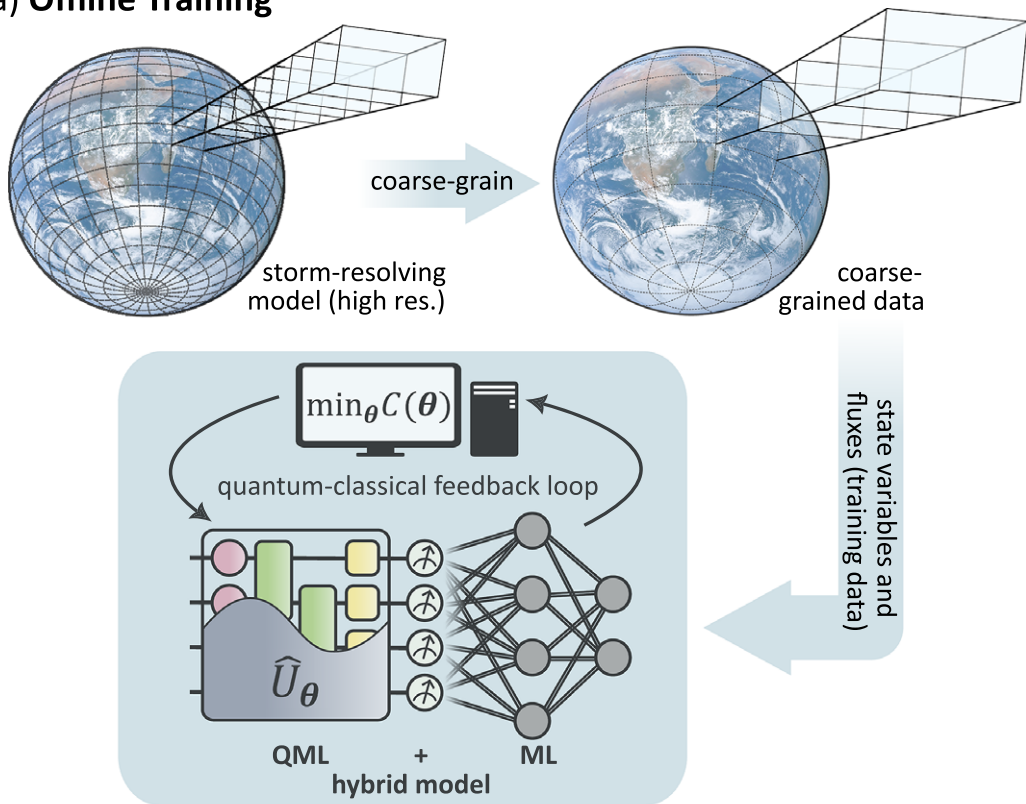 a) Offline Training
coarse-grain
storm-resolving
model (high res.)
coarse-
grained data
state variables and
fluxes (training data)
min_θ C(θ)
quantum-classical feedback loop
Û_θ
QML + ML
hybrid model